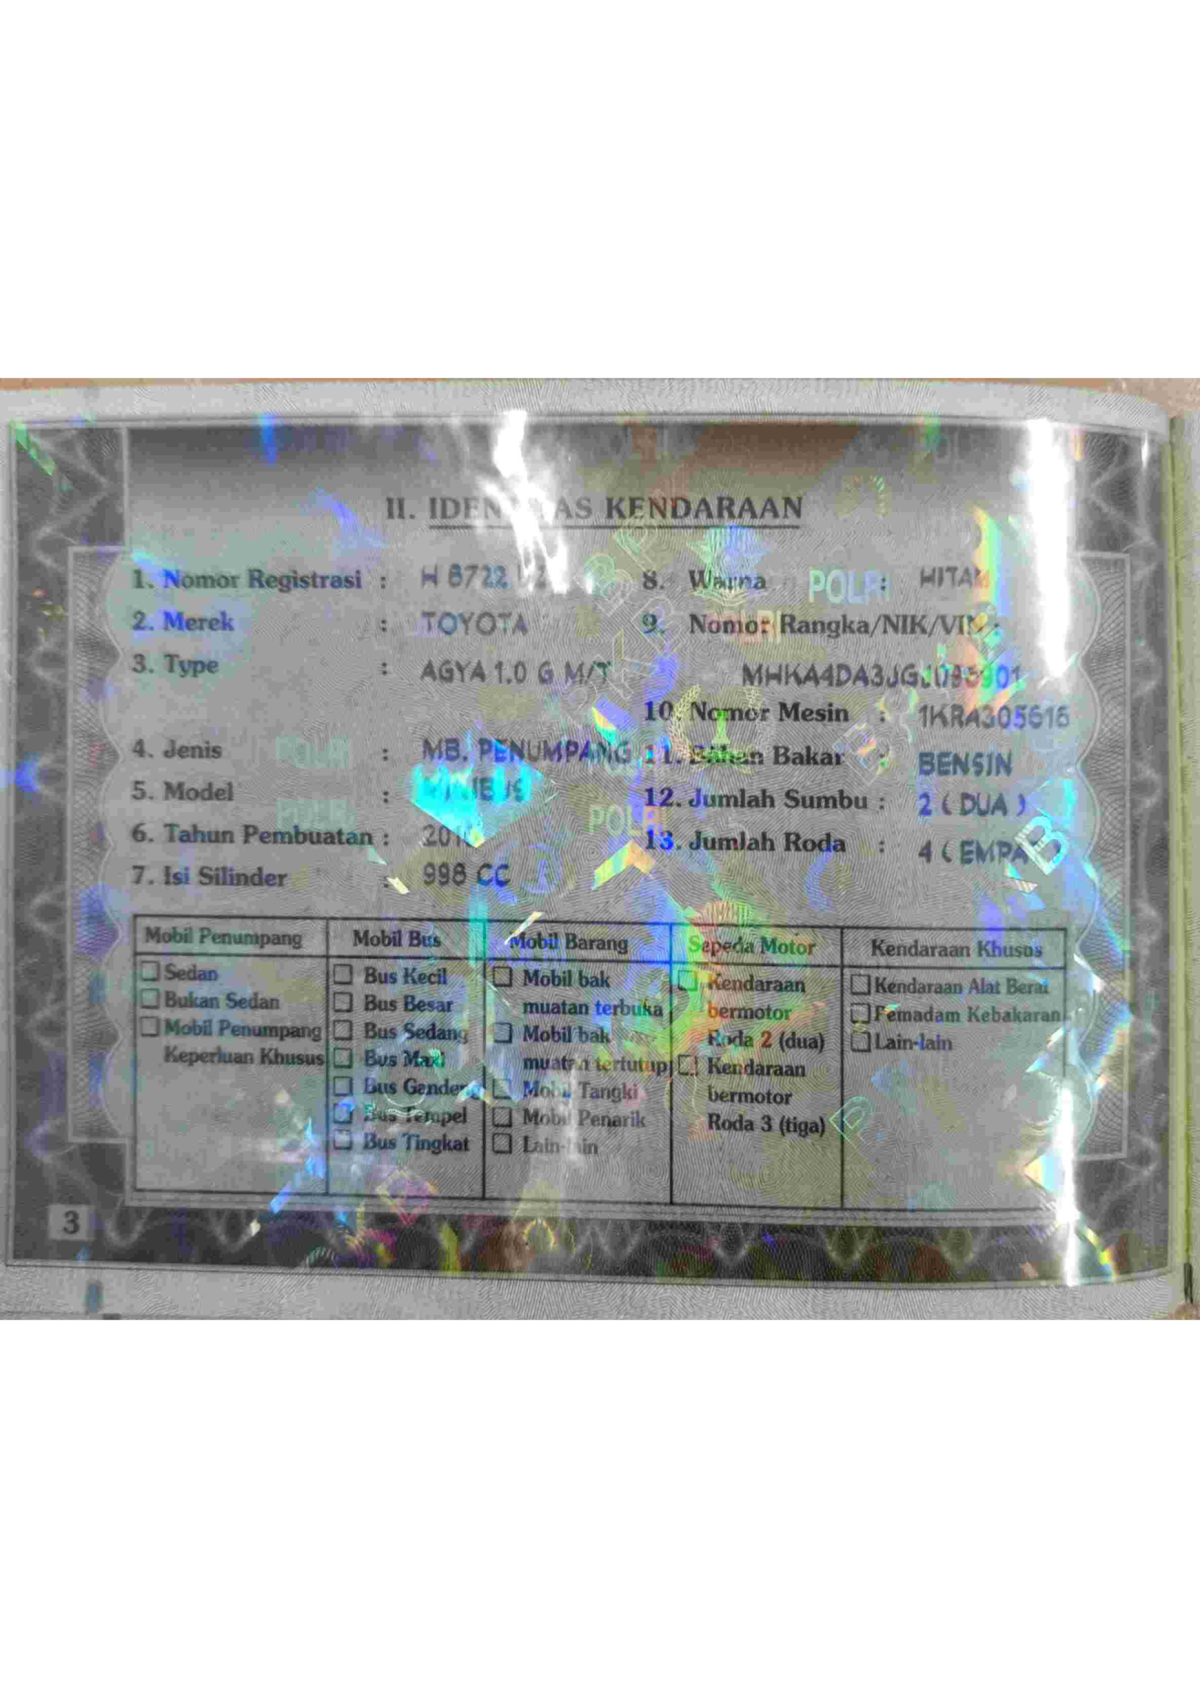 II. IDENTITAS KENDARAAN
1. Nomor Registrasi : H 8722
2. Merek : TOYOTA
3. Type : AGYA 1.0 G M/T
4. Jenis : MB. PENUMPANG
5. Model : MINIBUS
6. Tahun Pembuatan :
7. Isi Silinder : 998 CC
8. Warna : HITAM
9. Nomor Rangka/NIK/VIN :
10. Nomor Mesin : 1KRA305616
11. Bahan Bakar : BENSIN
12. Jumlah Sumbu : 2 ( DUA )
13. Jumlah Roda : 4 ( EMPA
Mobil Penumpang
Sedan
Bukan Sedan
Mobil Penumpang
Keperluan Khusus
Mobil Bus
Bus Kecil
Bus Besar
Bus Sedang
Bus Maxi
Bus Gandeng
Bus Tempel
Bus Tingkat
Mobil Barang
Mobil bak
muatan terbuka
Mobil bak
muatan tertutup
Mobil Tangki
Mobil Penarik
Lain-lain
Sepeda Motor
Kendaraan
bermotor
Roda 2 (dua)
Kendaraan
bermotor
Roda 3 (tiga)
Kendaraan Khusus
Kendaraan Alat Berat
Pemadam Kebakaran
Lain-lain
3
POLRI